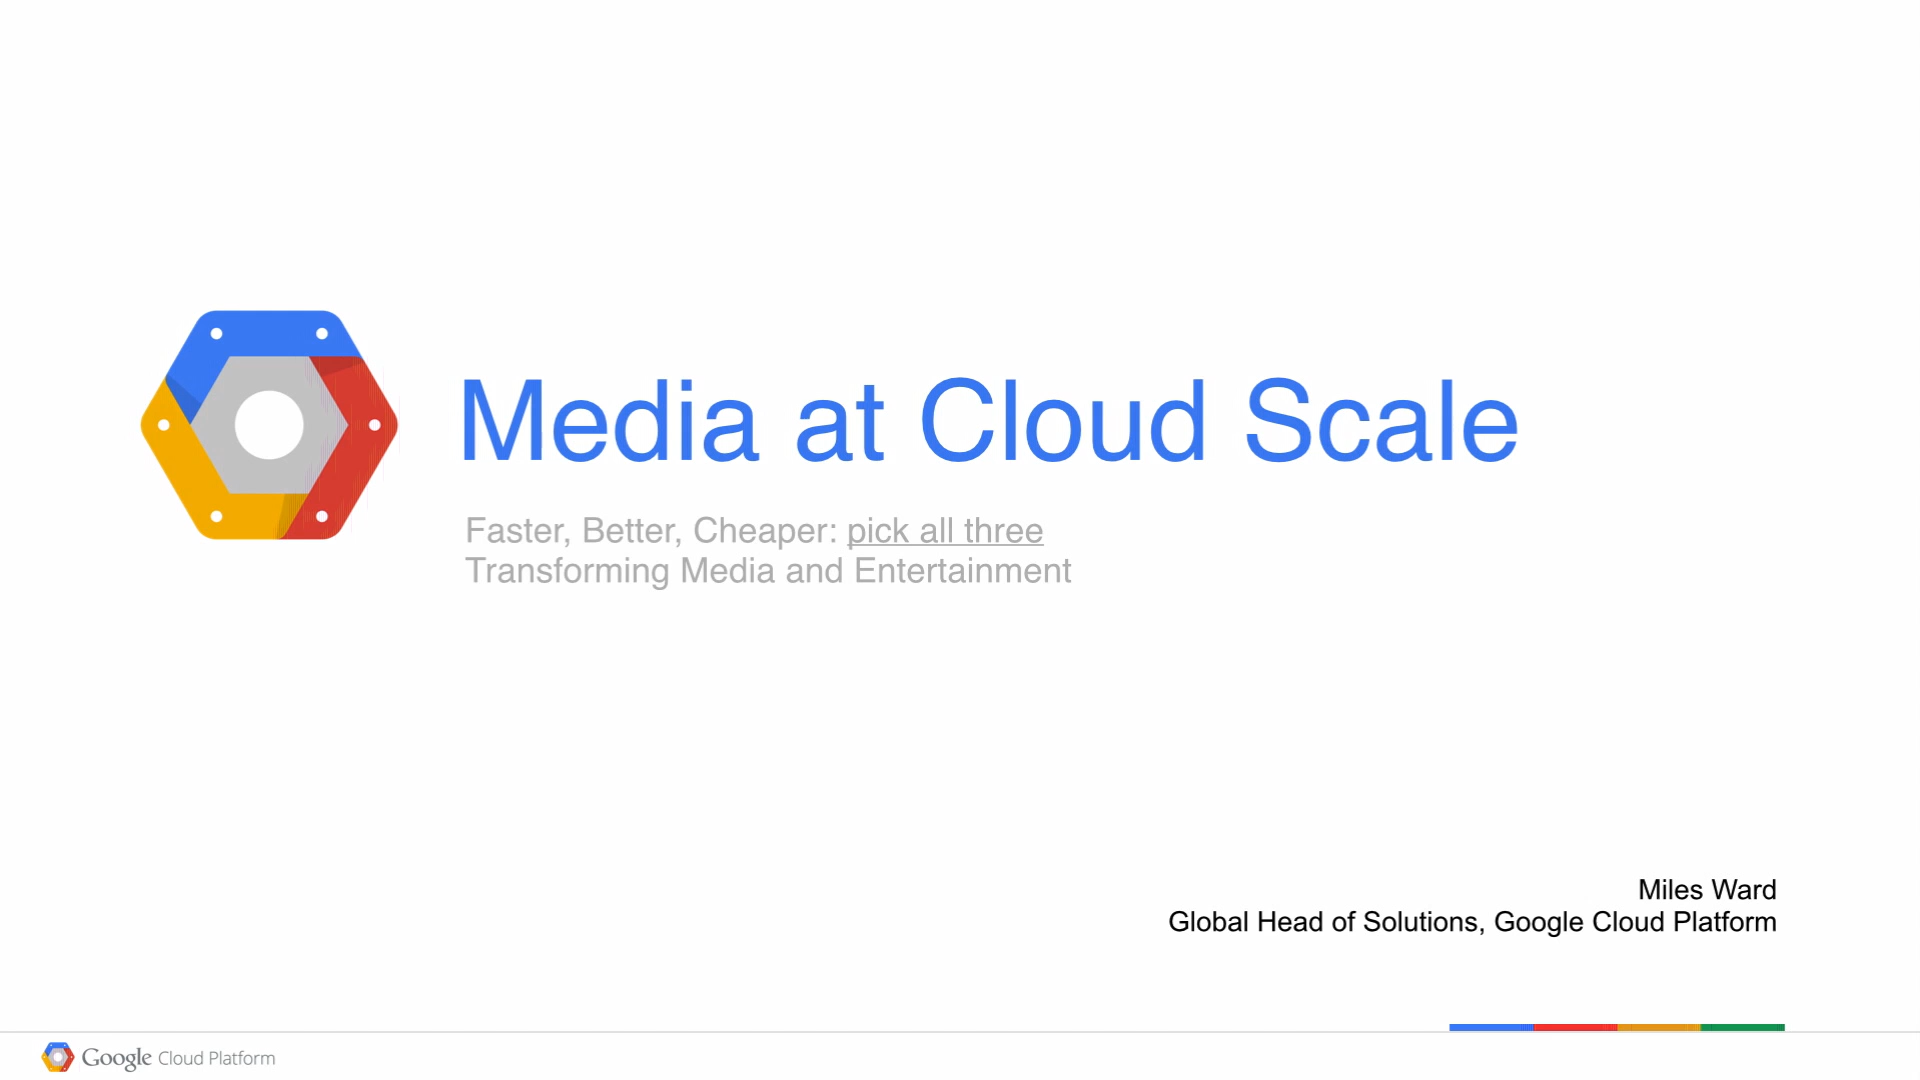 Media at Cloud Scale
Faster, Better, Cheaper: pick all three
Transforming Media and Entertainment
Miles Ward
Global Head of Solutions, Google Cloud Platform
Google Cloud Platform